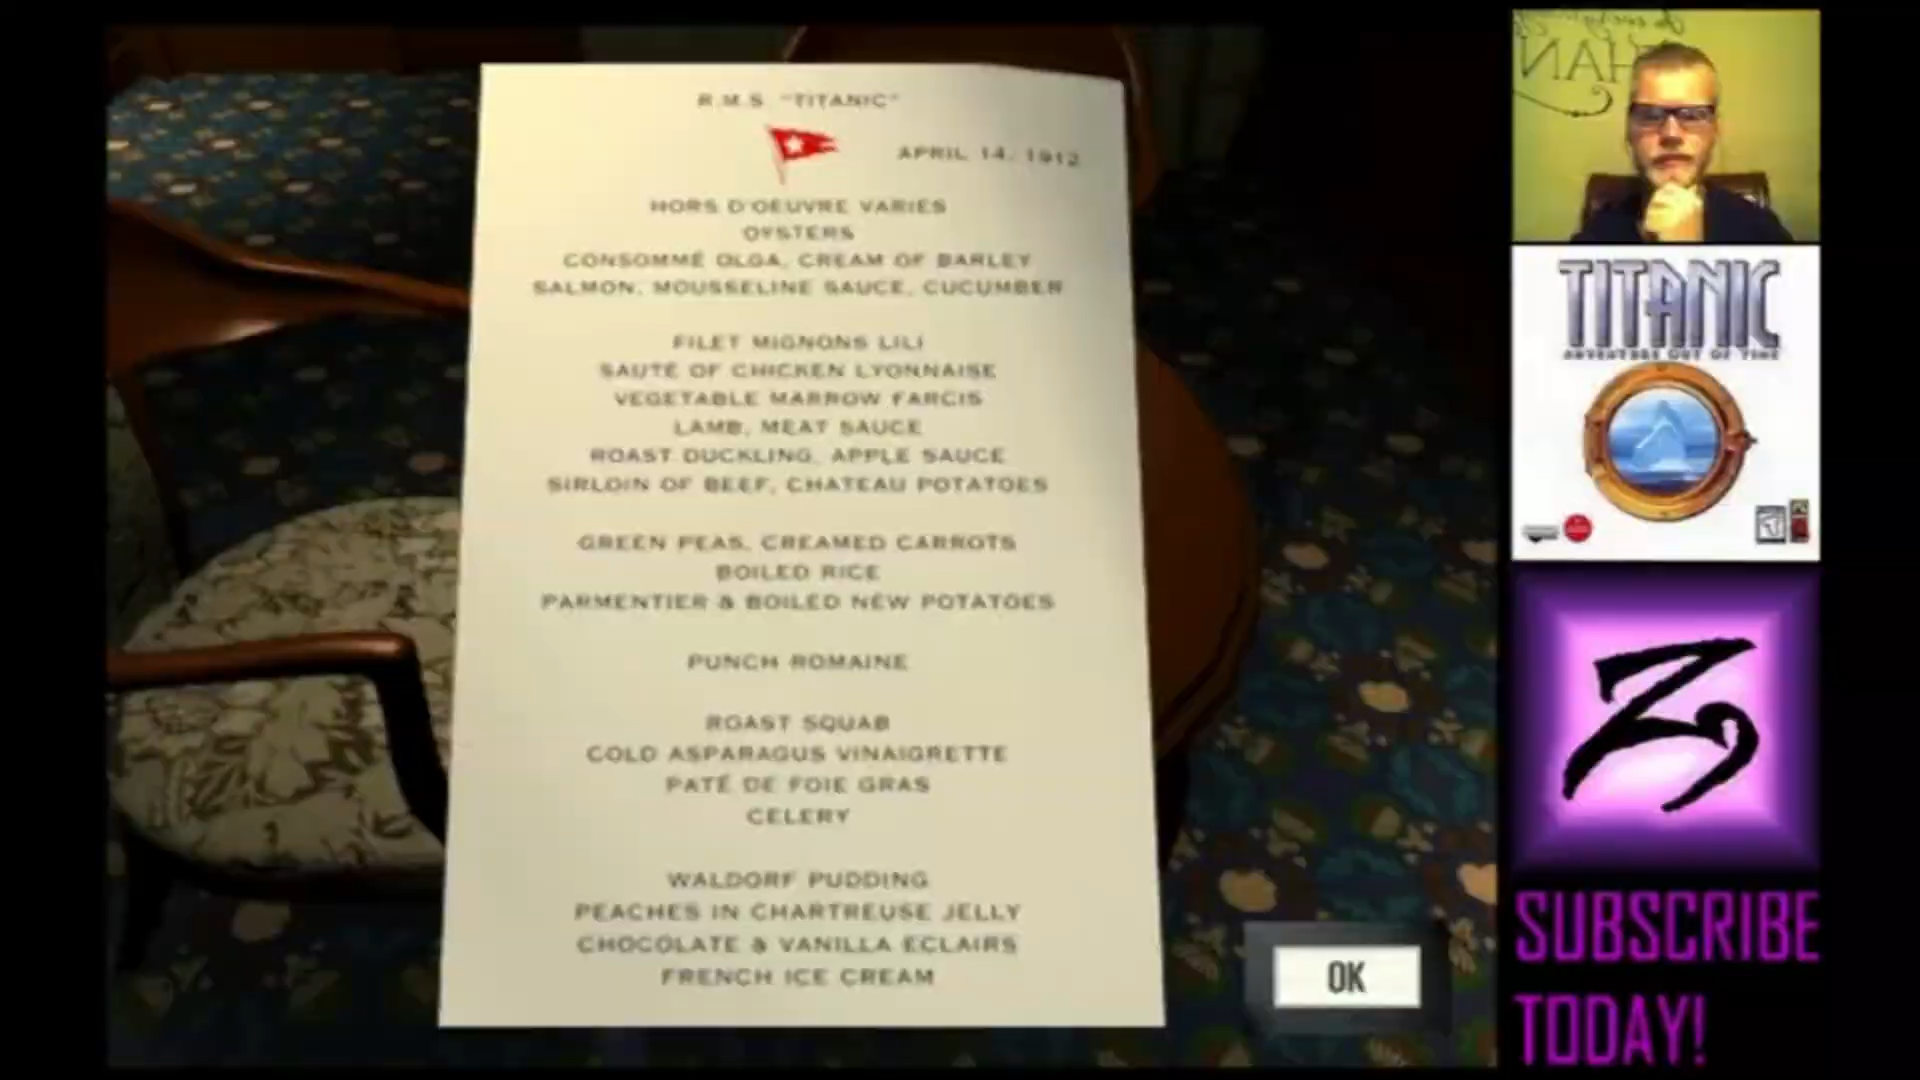 R.M.S. "TITANIC"
APRIL 14, 1912
HORS D'OEUVRE VARIES
OYSTERS
CONSOMMÉ OLGA, CREAM OF BARLEY
SALMON, MOUSSELINE SAUCE, CUCUMBER
FILET MIGNONS LILI
SAUTÉ OF CHICKEN LYONNAISE
VEGETABLE MARROW FARCIS
LAMB, MEAT SAUCE
ROAST DUCKLING, APPLE SAUCE
SIRLOIN OF BEEF, CHATEAU POTATOES
GREEN PEAS, CREAMED CARROTS
BOILED RICE
PARMENTIER & BOILED NEW POTATOES
PUNCH ROMAINE
ROAST SQUAB
COLD ASPARAGUS VINAIGRETTE
PATÉ DE FOIE GRAS
CELERY
WALDORF PUDDING
PEACHES IN CHARTREUSE JELLY
CHOCOLATE & VANILLA ECLAIRS
FRENCH ICE CREAM
OK
TITANIC
ADVENTURE OUT OF TIME
SUBSCRIBE
TODAY!